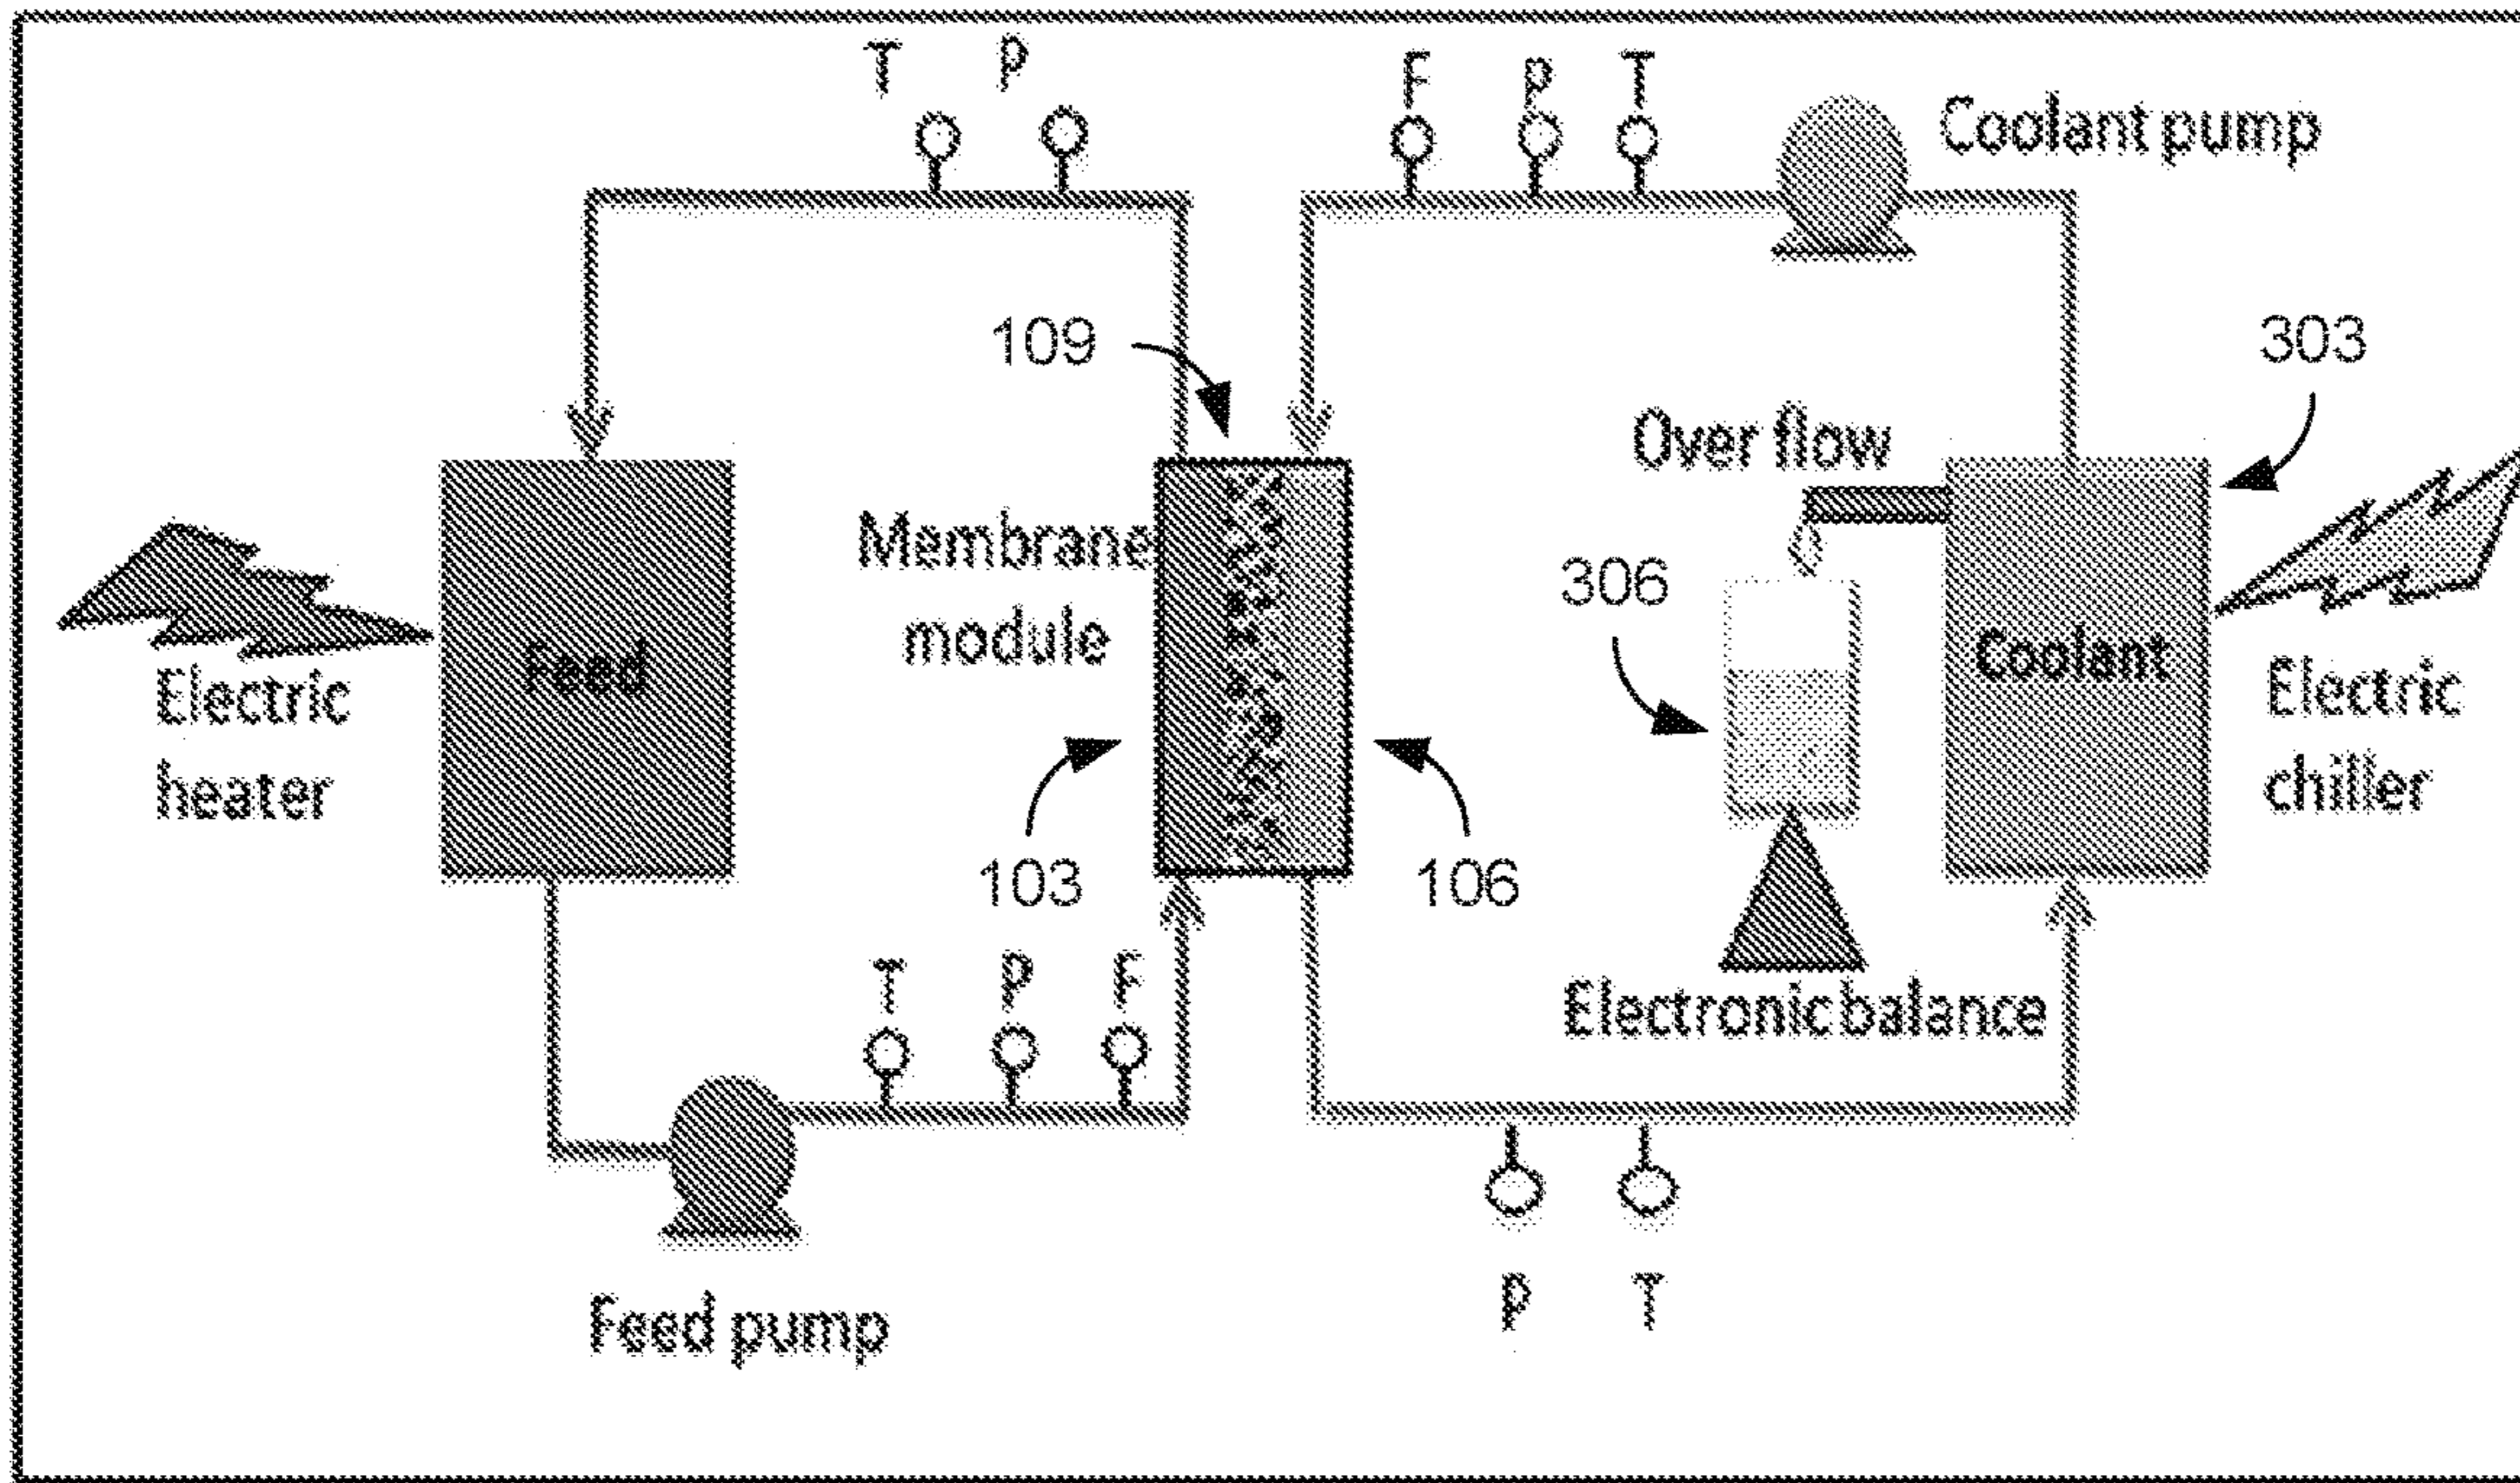 T P
F P T
Coolant pump
109
303
Over flow
Membrane
module
306
Feed
Coolant
Electric
heater
Electric
chiller
103
106
T P F
Electronic balance
P T
Feed pump